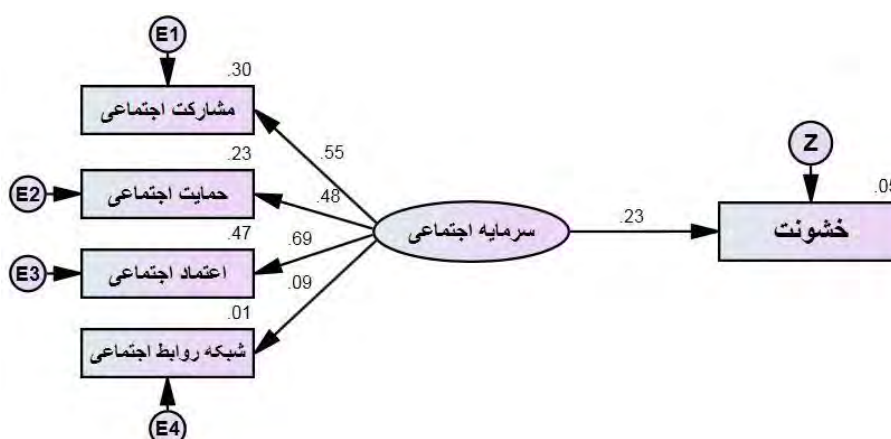 E1
.30
مشارکت اجتماعی
.55
Z
.23
.05
E2
حمایت اجتماعی
.48
سرمایه اجتماعی
.23
خشونت
.47
.69
E3
اعتماد اجتماعی
.09
.01
شبکه روابط اجتماعی
E4